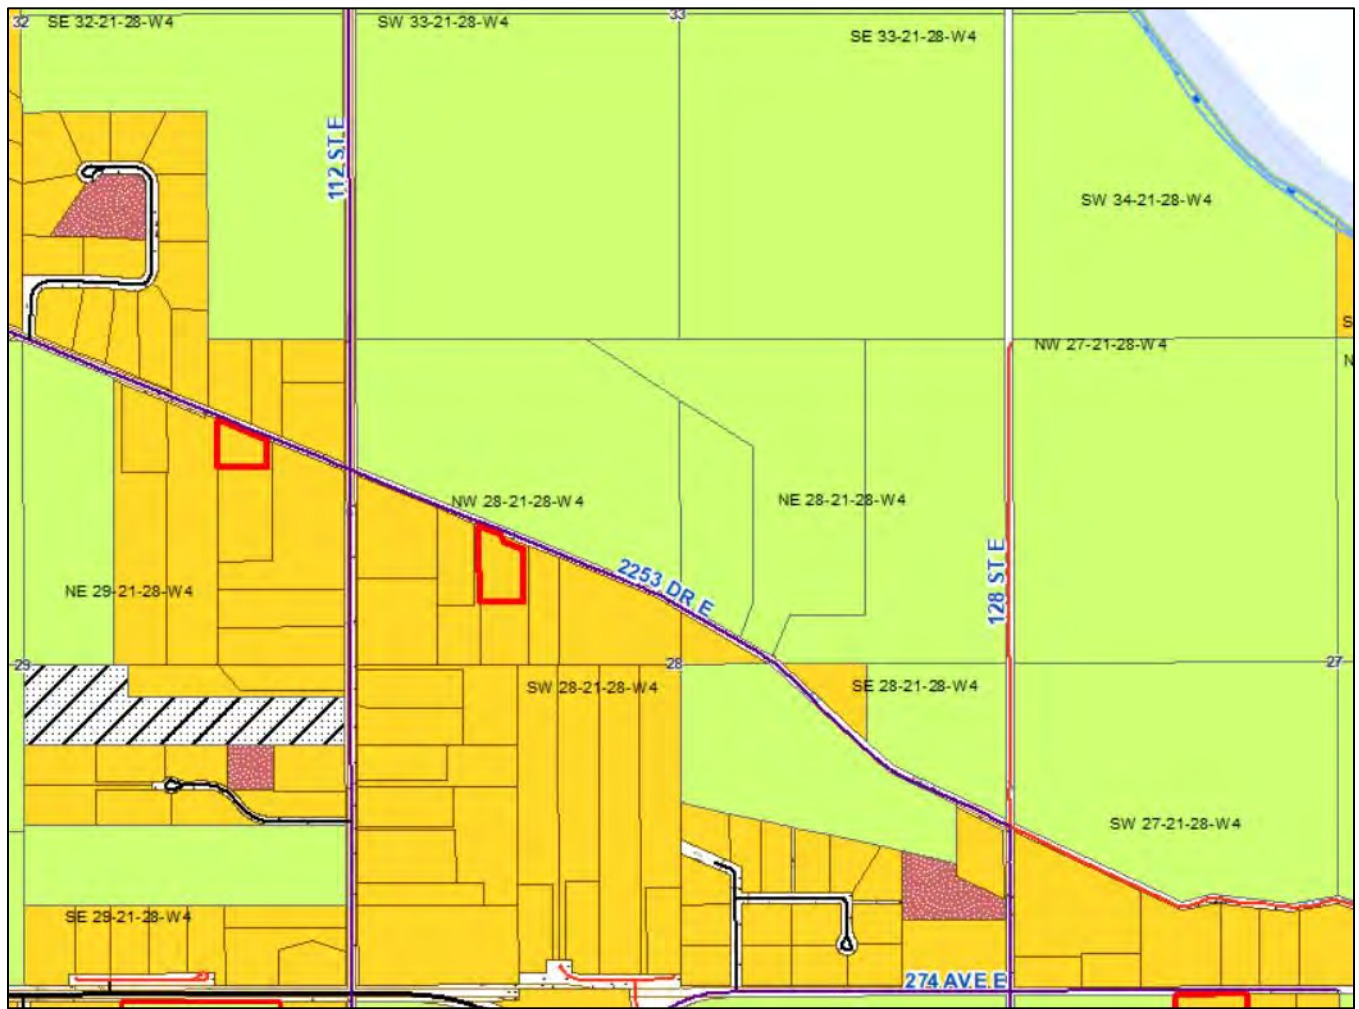 32
SE 32-21-28-W4
SW 33-21-28-W4
33
SE 33-21-28-W4
112 ST. E
SW 34-21-28-W4
S
NW 27-21-28-W4
N
NW 28-21-28-W4
NE 28-21-28-W4
128 ST. E
2253 DR E
NE 29-21-28-W4
29
28
27
SW 28-21-28-W4
SE 28-21-28-W4
SW 27-21-28-W4
SE 29-21-28-W4
274 AVE E